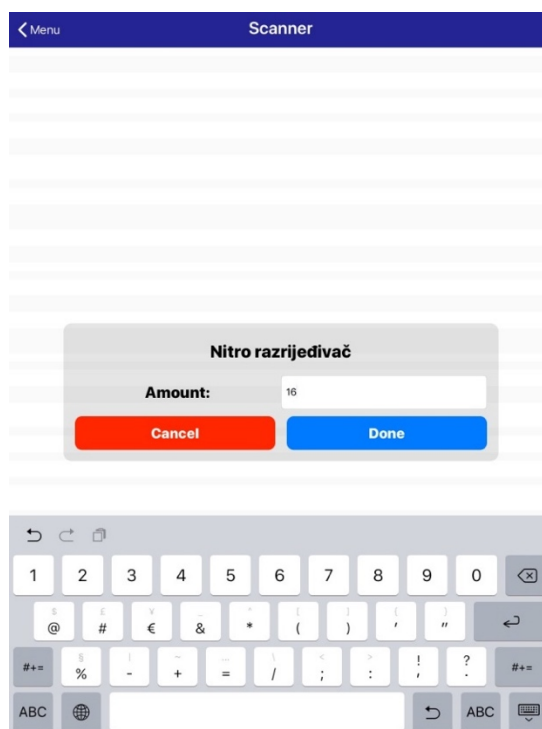 Menu
Scanner
Nitro razrijeđivač
Amount:
16
Cancel
Done
1 2 3 4 5 6 7 8 9 0
@ # € & * ( ) ' "
#+= % - + = / ; : ! , ? . #+=
ABC ABC